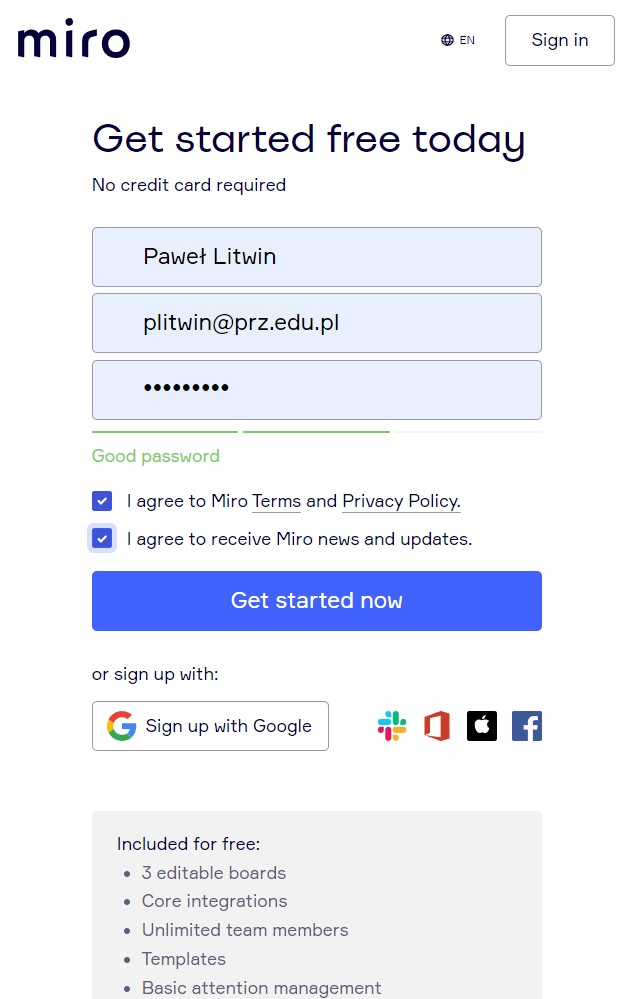 miro
EN
Sign in
Get started free today
No credit card required
Paweł Litwin
plitwin@prz.edu.pl
•••••••••
Good password
I agree to Miro Terms and Privacy Policy.
I agree to receive Miro news and updates.
Get started now
or sign up with:
Sign up with Google
Included for free:
• 3 editable boards
• Core integrations
• Unlimited team members
• Templates
• Basic attention management